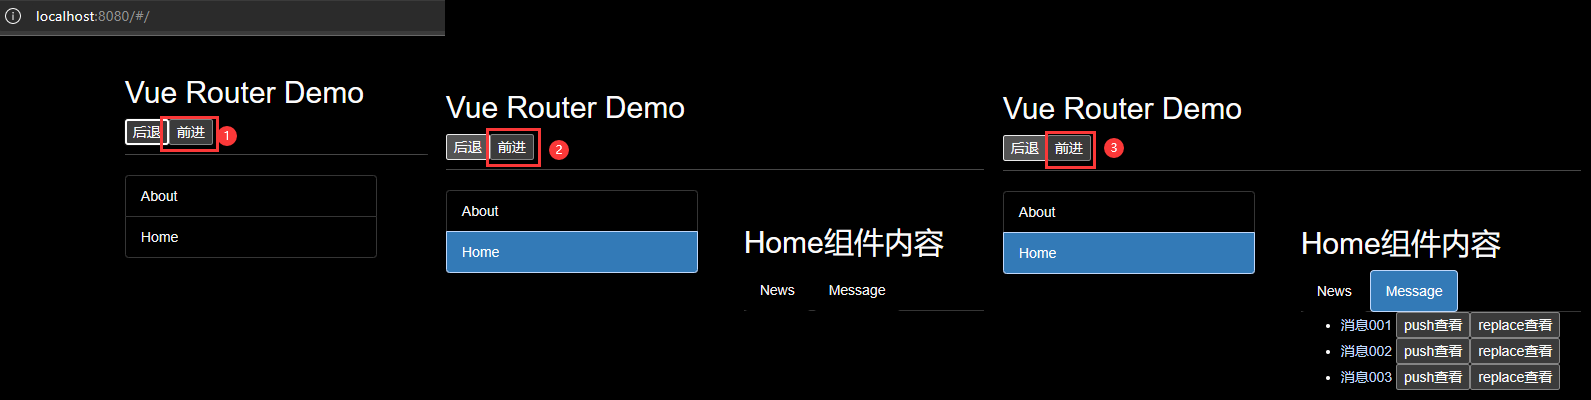 localhost:8080/#/
Vue Router Demo
后退 前进 1
About
Home
Vue Router Demo
后退 前进 2
About
Home
Home组件内容
News Message
Vue Router Demo
后退 前进 3
About
Home
Home组件内容
News Message
消息001 push查看 replace查看
消息002 push查看 replace查看
消息003 push查看 replace查看